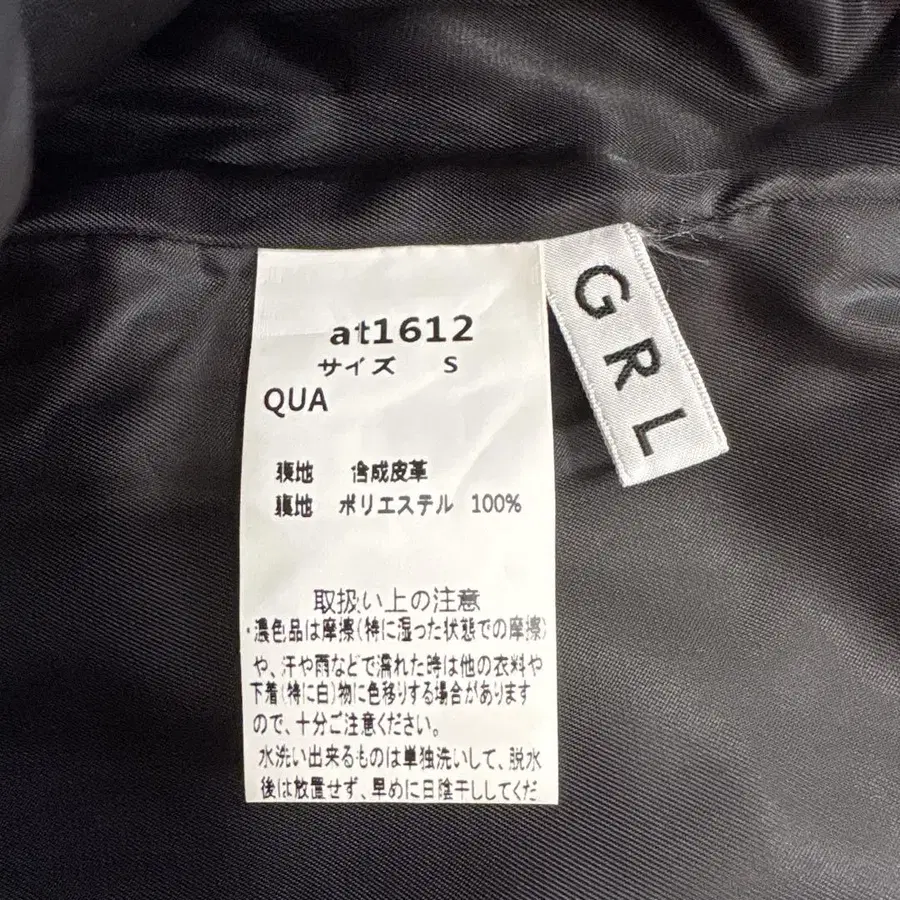 at1612
サイズ S
QUA
表地 合成皮革
裏地 ポリエステル 100%
取扱い上の注意
・濃色品は摩擦(特に湿った状態での摩擦)
や、汗や雨などで濡れた時は他の衣料や
下着(特に白)物に色移りする場合があります
ので、十分ご注意ください。
水洗い出来るものは単独洗いして、脱水
後は放置せず、早めに日陰干ししてくだ
GRL